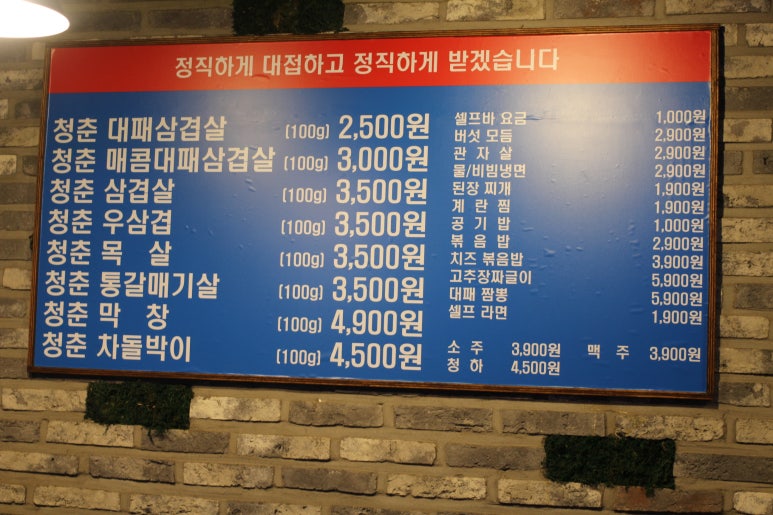 정직하게 대접하고 정직하게 받겠습니다
청춘 대패삼겹살 (100g) 2,500원
청춘 매콤대패삼겹살 (100g) 3,000원
청춘 삼겹살 (100g) 3,500원
청춘 우삼겹 (100g) 3,500원
청춘 목 살 (100g) 3,500원
청춘 통갈매기살 (100g) 3,500원
청춘 막 창 (100g) 4,900원
청춘 차돌박이 (100g) 4,500원
셀프바 요금 1,000원
버섯 모듬 2,900원
관 자 살 2,900원
물/비빔냉면 2,900원
된장 찌개 1,900원
계 란 찜 1,900원
공 기 밥 1,000원
볶 음 밥 2,900원
치즈 볶음밥 3,900원
고추장짜글이 5,900원
대패 짬뽕 5,900원
셀프 라면 1,900원
소 주 3,900원 맥 주 3,900원
청 하 4,500원